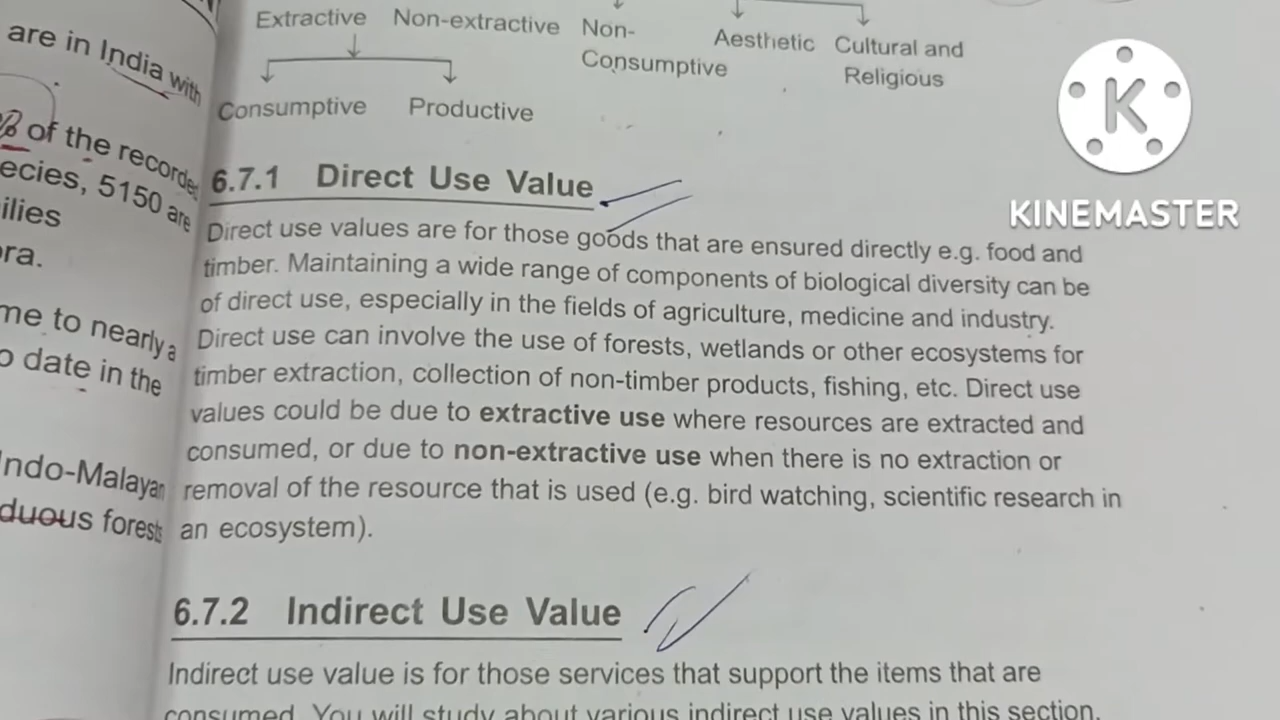 are in India with
of the recorded
ecies, 5150 are
ilies
ora.
me to nearly a
o date in the
Indo-Malayan
duous forests
Extractive Non-extractive Non-
Consumptive Aesthetic Cultural and
Religious
Consumptive Productive
6.7.1 Direct Use Value
Direct use values are for those goods that are ensured directly e.g. food and
timber. Maintaining a wide range of components of biological diversity can be
of direct use, especially in the fields of agriculture, medicine and industry.
Direct use can involve the use of forests, wetlands or other ecosystems for
timber extraction, collection of non-timber products, fishing, etc. Direct use
values could be due to extractive use where resources are extracted and
consumed, or due to non-extractive use when there is no extraction or
removal of the resource that is used (e.g. bird watching, scientific research in
an ecosystem).
6.7.2 Indirect Use Value
Indirect use value is for those services that support the items that are
consumed. You will study about various indirect use values in this section.
K
KINEMASTER